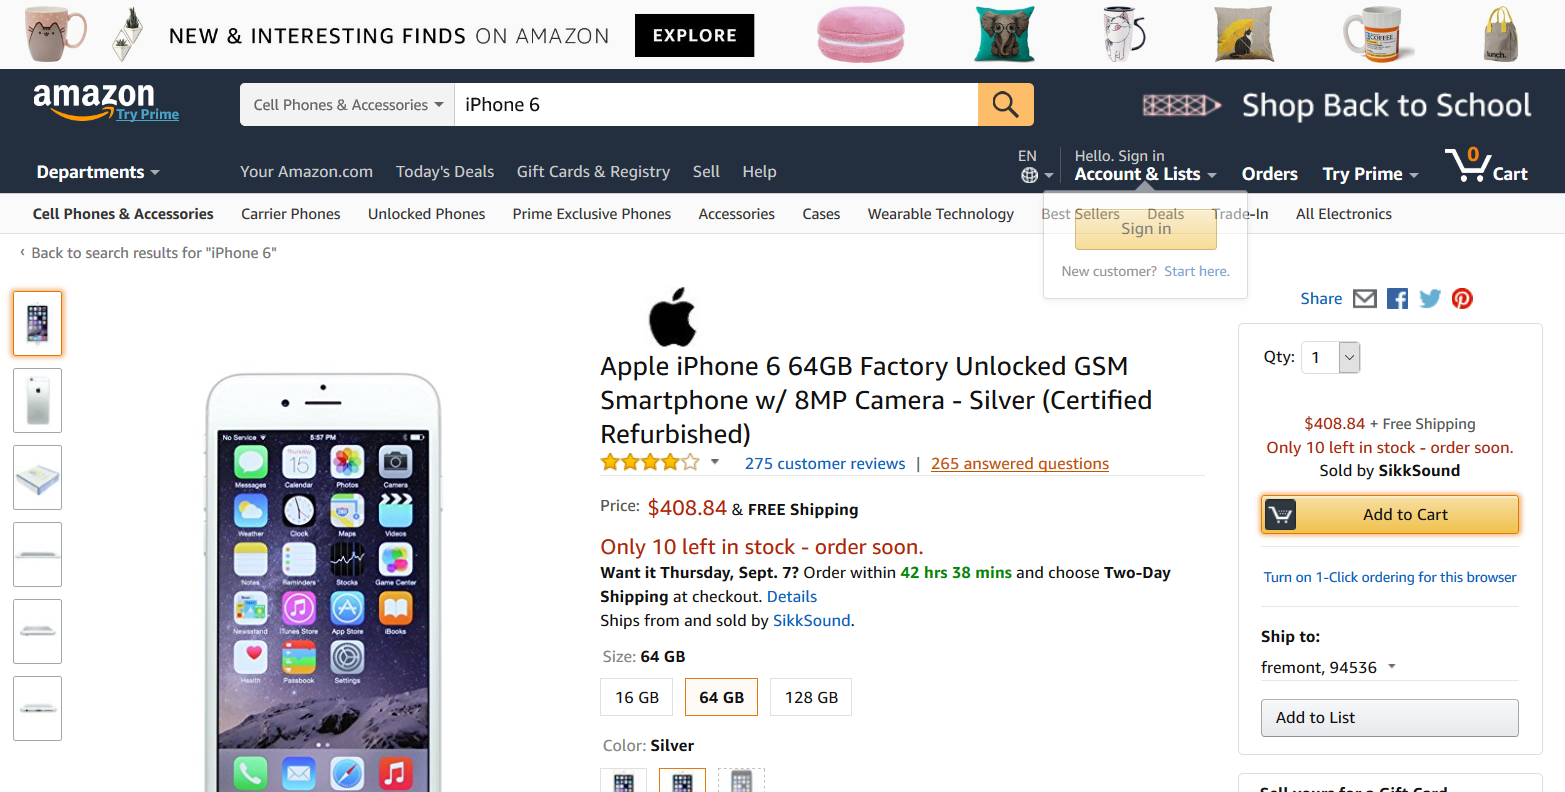 NEW & INTERESTING FINDS ON AMAZON
EXPLORE
COFFEE
lunch.
amazon
Try Prime
Cell Phones & Accessories
iPhone 6
Shop Back to School
Departments
Your Amazon.com
Today's Deals
Gift Cards & Registry
Sell
Help
EN
Hello. Sign in
Account & Lists
Orders
Try Prime
0
Cart
Cell Phones & Accessories
Carrier Phones
Unlocked Phones
Prime Exclusive Phones
Accessories
Cases
Wearable Technology
Best Sellers
Deals
Trade-In
All Electronics
Sign in
New customer? Start here.
‹ Back to search results for "iPhone 6"
Share
Apple iPhone 6 64GB Factory Unlocked GSM
Smartphone w/ 8MP Camera - Silver (Certified
Refurbished)
275 customer reviews | 265 answered questions
Price: $408.84 & FREE Shipping
Only 10 left in stock - order soon.
Want it Thursday, Sept. 7? Order within 42 hrs 38 mins and choose Two-Day
Shipping at checkout. Details
Ships from and sold by SikkSound.
Size: 64 GB
16 GB
64 GB
128 GB
Color: Silver
No Service
5:57 PM
15
Messages
Calendar
Photos
Camera
Weather
Clock
Maps
Videos
Notes
Reminders
Stocks
Game Center
Newsstand
iTunes Store
App Store
iBooks
Health
Passbook
Settings
Qty: 1
$408.84 + Free Shipping
Only 10 left in stock - order soon.
Sold by SikkSound
Add to Cart
Turn on 1-Click ordering for this browser
Ship to:
fremont, 94536
Add to List
Sell yours for a Gift Card